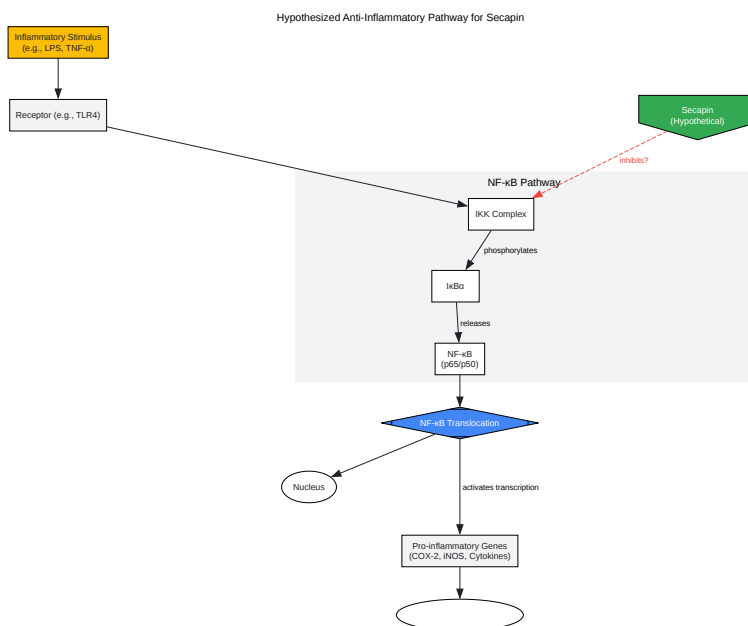 Hypothesized Anti-Inflammatory Pathway for Secapin
Inflammatory Stimulus
(e.g., LPS, TNF-α)
Receptor (e.g., TLR4)
Secapin
(Hypothetical)
inhibits?
NF-κB Pathway
IKK Complex
phosphorylates
IκBα
releases
NF-κB
(p65/p50)
NF-κB Translocation
Nucleus
activates transcription
Pro-inflammatory Genes
(COX-2, iNOS, Cytokines)